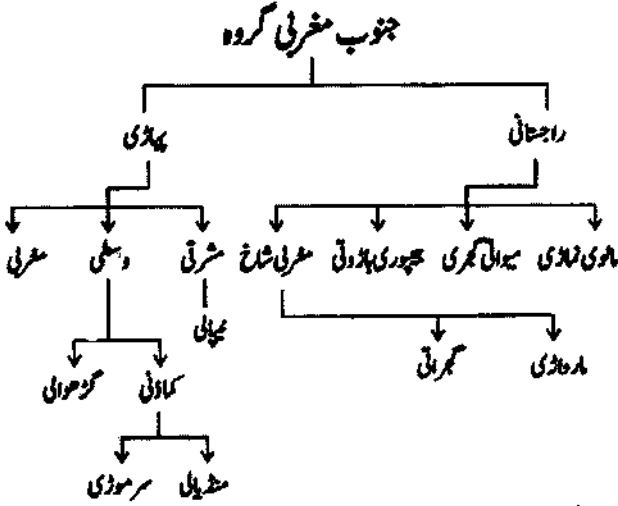 جنوب مغربی گروہ
راجستانی پہاڑی
مالوی نماڑی میواتی گجری جیپوری ہاڑوتی مغربی شاخ مشرقی وسطی مغربی
نیپالی
مارواڑی گجراتی کماؤنی گڑھوالی
منڈیالی سرموڑی